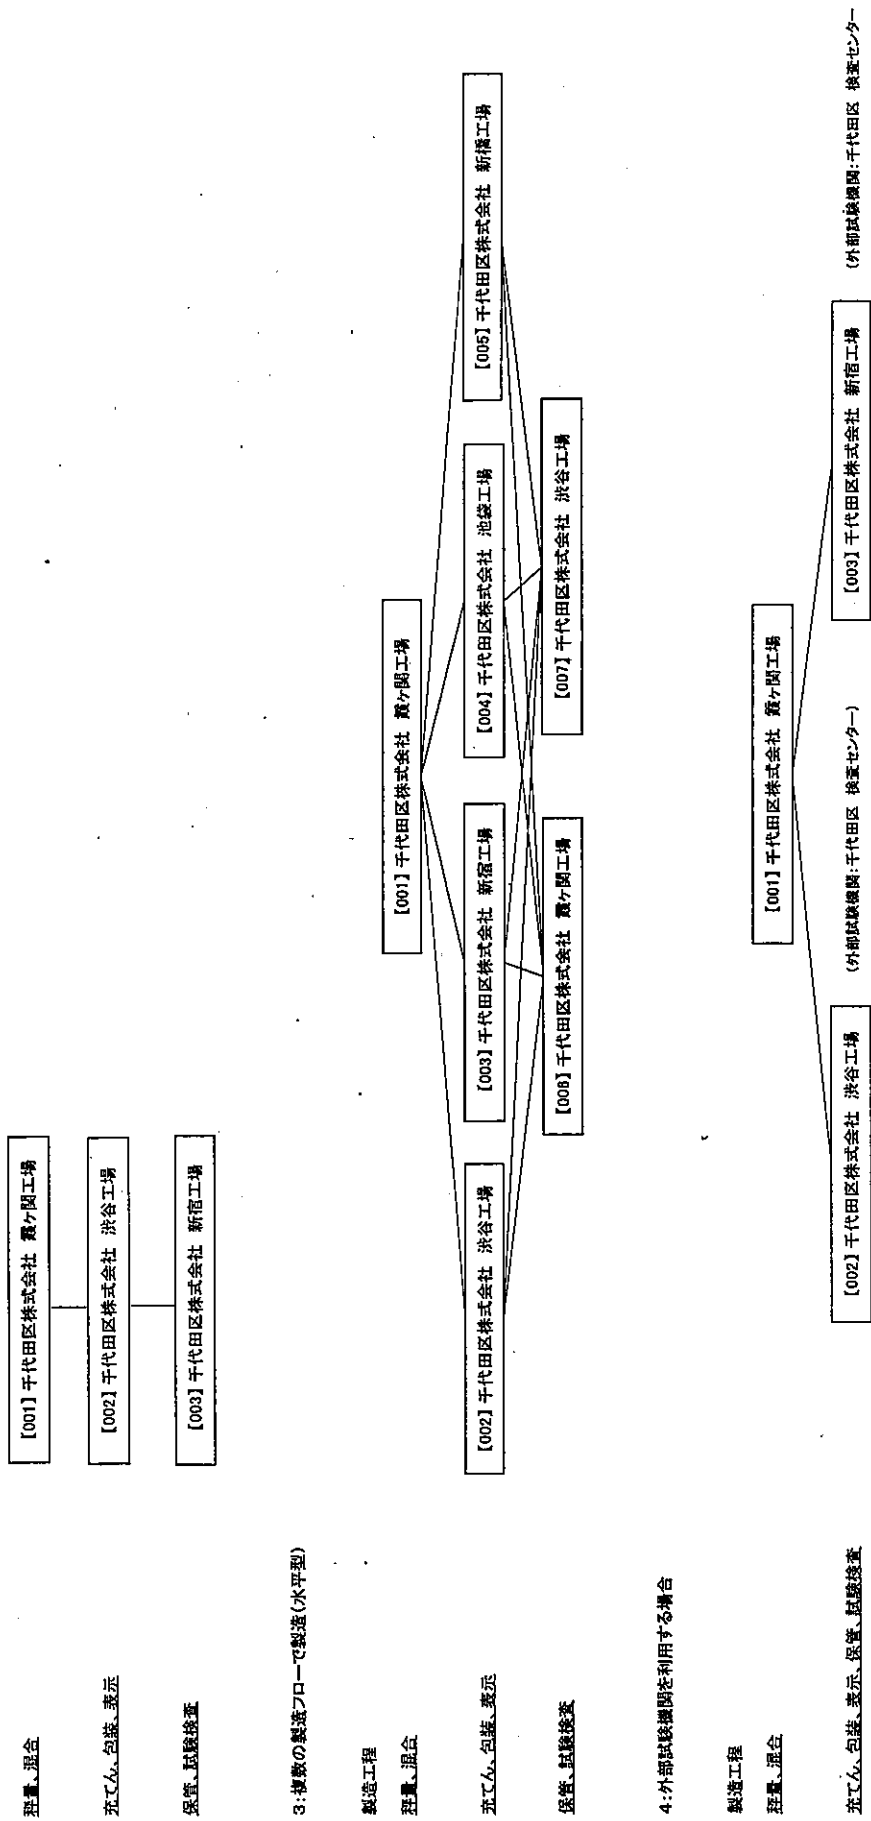 秤量、混合
【001】千代田区株式会社 霞ヶ関工場
充てん、包装、表示
【002】千代田区株式会社 渋谷工場
保管、試験検査
【003】千代田区株式会社 新宿工場
3:複数の製造フローで製造(水平型)
製造工程
秤量、混合
【001】千代田区株式会社 霞ヶ関工場
充てん、包装、表示
【002】千代田区株式会社 渋谷工場
【003】千代田区株式会社 新宿工場
【004】千代田区株式会社 池袋工場
【005】千代田区株式会社 新橋工場
保管、試験検査
【006】千代田区株式会社 霞ヶ関工場
【007】千代田区株式会社 渋谷工場
4:外部試験機関を利用する場合
製造工程
秤量、混合
【001】千代田区株式会社 霞ヶ関工場
充てん、包装、表示、保管、試験検査
【002】千代田区株式会社 渋谷工場
(外部試験機関:千代田区 検査センター)
【003】千代田区株式会社 新宿工場
(外部試験機関:千代田区 検査センター